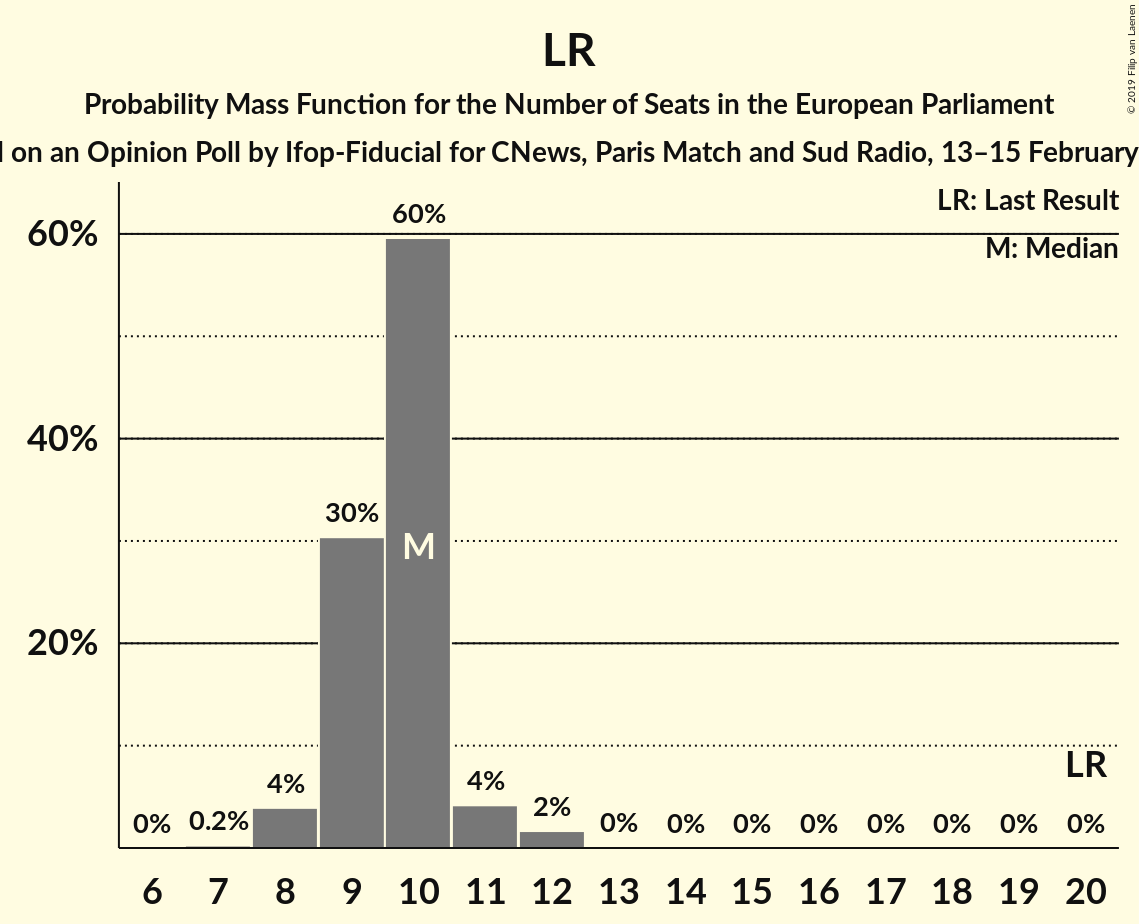 LR
Probability Mass Function for the Number of Seats in the European Parliament
on an Opinion Poll by Ifop-Fiducial for CNews, Paris Match and Sud Radio, 13–15 February
© 2019 Filip van Laenen
LR: Last Result
M: Median
60%
40%
20%
0%
0.2%
4%
30%
60%
M
4%
2%
0%
0%
0%
0%
0%
0%
0%
0%
LR
6 7 8 9 10 11 12 13 14 15 16 17 18 19 20